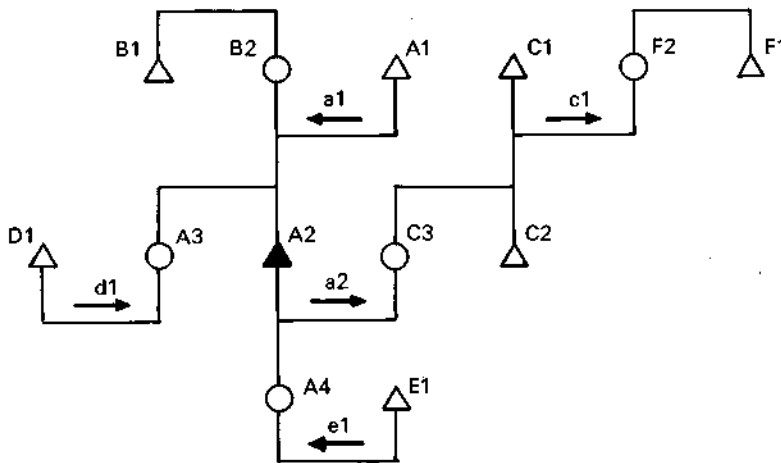 B1 B2 A1 C1 F2 F1
a1 c1
D1 A3 A2 C3 C2
d1 a2
A4 E1
e1